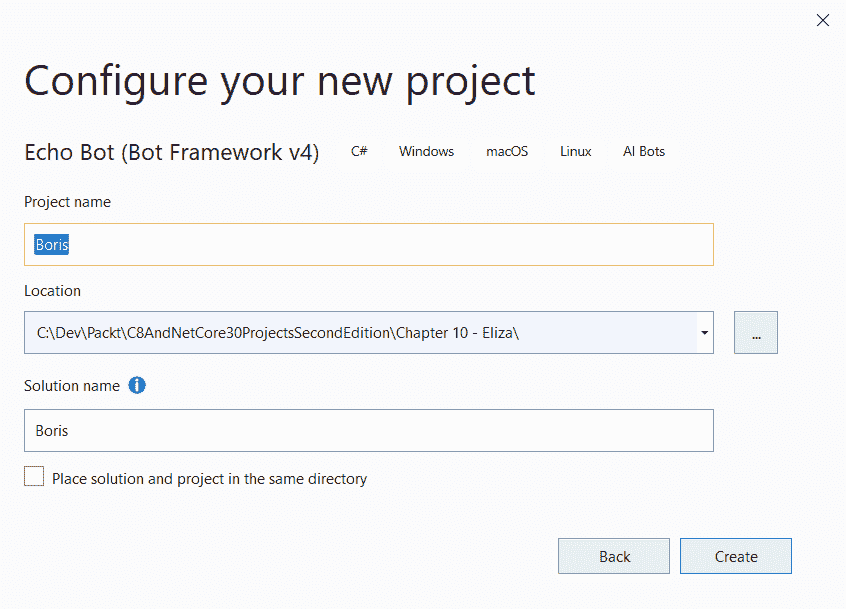 Configure your new project
Echo Bot (Bot Framework v4) C# Windows macOS Linux AI Bots
Project name
Boris
Location
C:\Dev\Packt\C8AndNetCore30ProjectsSecondEdition\Chapter 10 - Eliza\
...
Solution name
Boris
Place solution and project in the same directory
Back Create